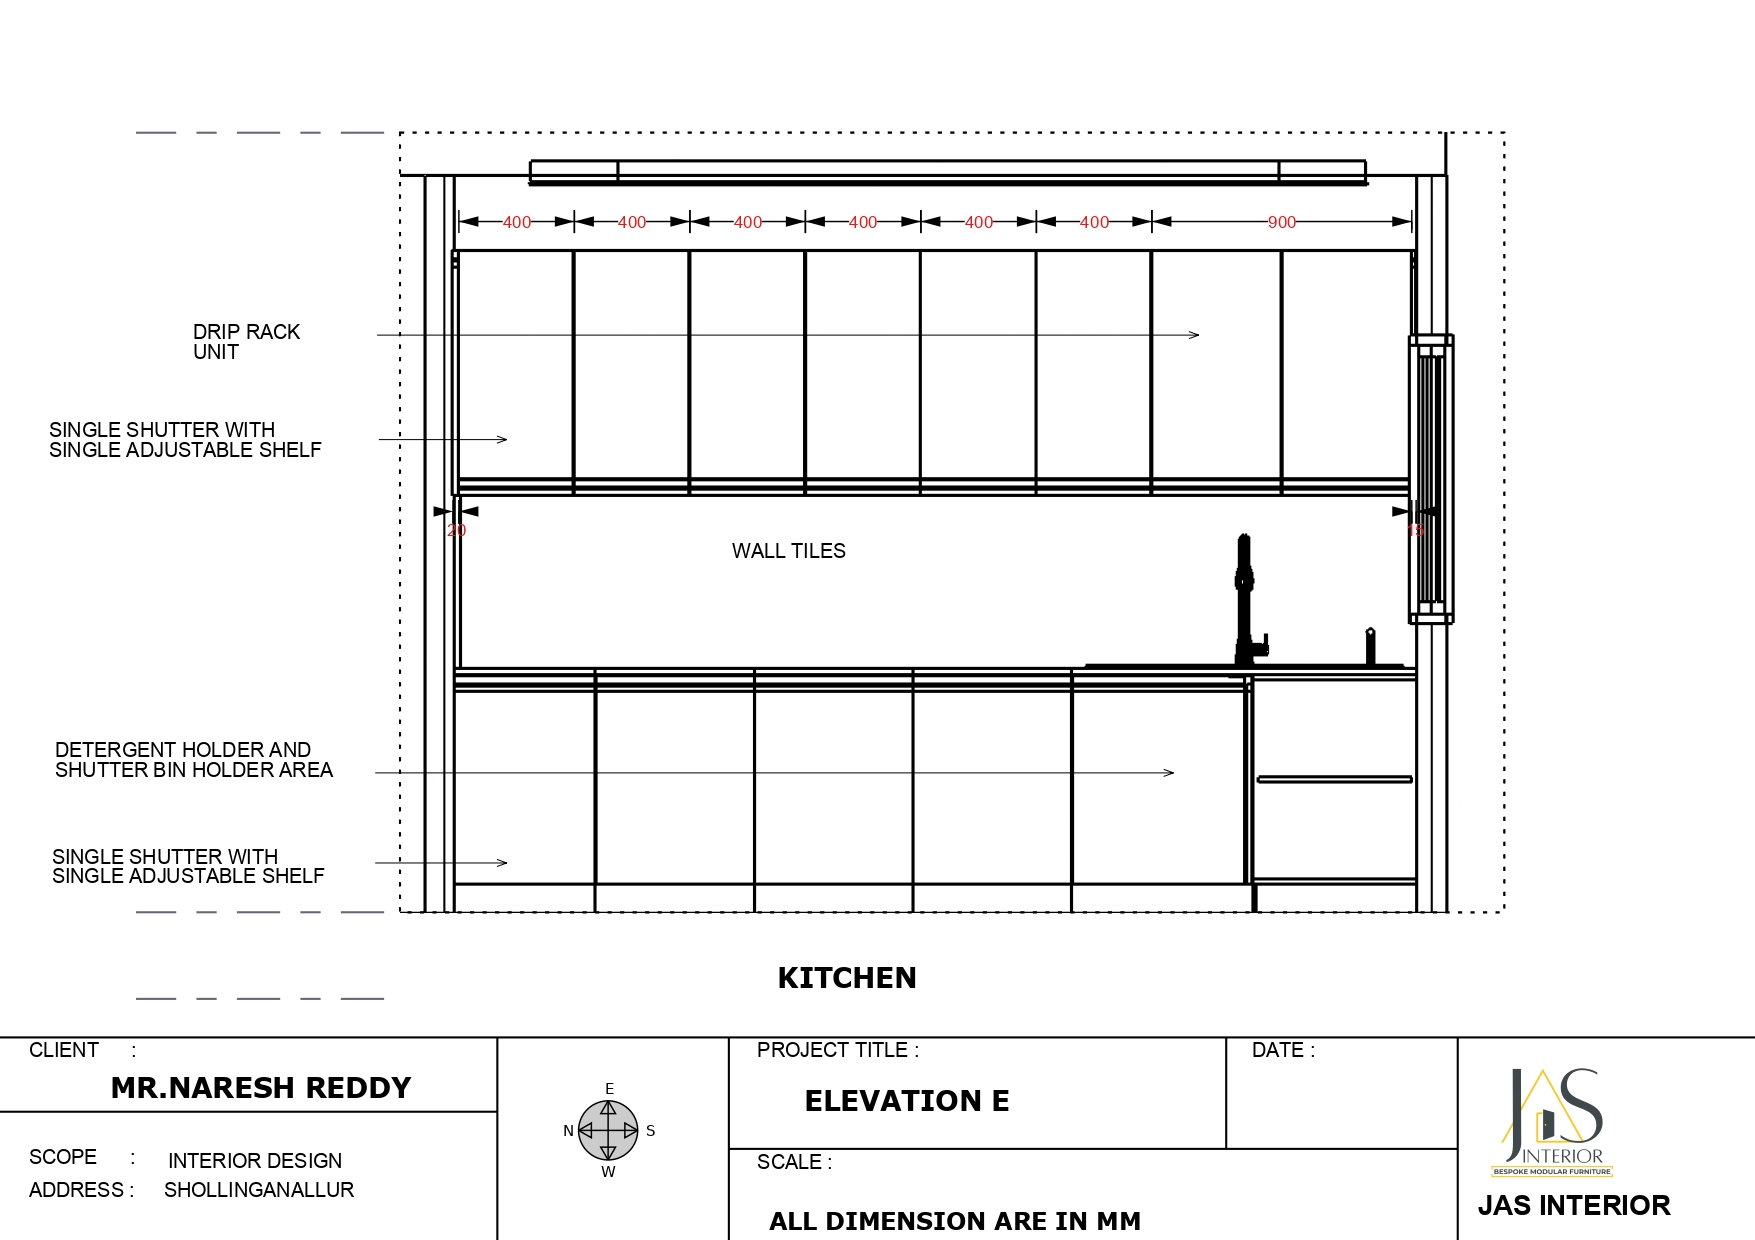 400 400 400 400 400 400 900
DRIP RACK
UNIT
SINGLE SHUTTER WITH
SINGLE ADJUSTABLE SHELF
20 15
WALL TILES
DETERGENT HOLDER AND
SHUTTER BIN HOLDER AREA
SINGLE SHUTTER WITH
SINGLE ADJUSTABLE SHELF
KITCHEN
CLIENT :
MR.NARESH REDDY
SCOPE : INTERIOR DESIGN
ADDRESS : SHOLLINGANALLUR
E
N S
W
PROJECT TITLE :
ELEVATION E
DATE :
SCALE :
ALL DIMENSION ARE IN MM
JAS
INTERIOR
BESPOKE MODULAR FURNITURE
JAS INTERIOR